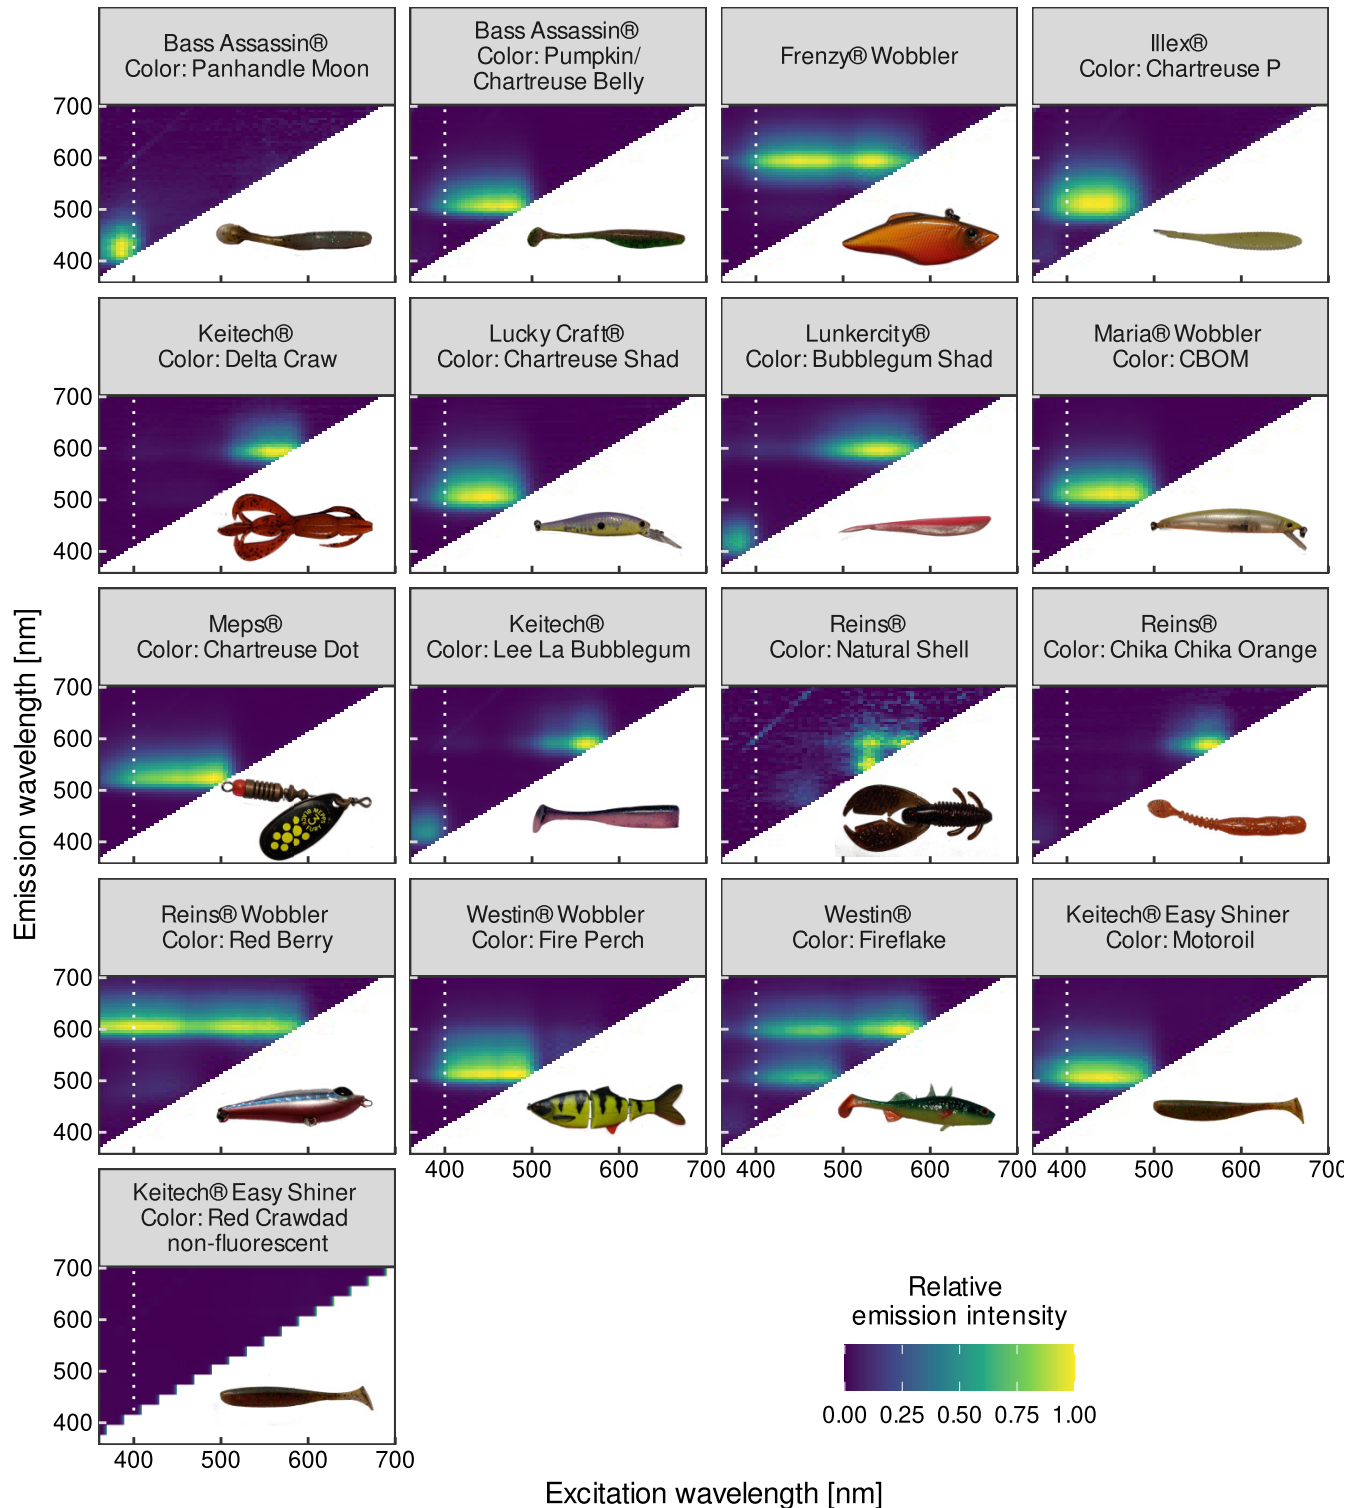 Bass Assassin®
Color: Panhandle Moon
Bass Assassin®
Color: Pumpkin/
Chartreuse Belly
Frenzy® Wobbler
Illex®
Color: Chartreuse P
700
600
500
400
Keitech®
Color: Delta Craw
Lucky Craft®
Color: Chartreuse Shad
Lunkercity®
Color: Bubblegum Shad
Maria® Wobbler
Color: CBOM
700
600
500
400
Meps®
Color: Chartreuse Dot
Keitech®
Color: Lee La Bubblegum
Reins®
Color: Natural Shell
Reins®
Color: Chika Chika Orange
700
600
500
400
Reins® Wobbler
Color: Red Berry
Westin® Wobbler
Color: Fire Perch
Westin®
Color: Fireflake
Keitech® Easy Shiner
Color: Motoroil
700
600
500
400
400 500 600 700 400 500 600 700 400 500 600 700
Keitech® Easy Shiner
Color: Red Crawdad
non-fluorescent
700
600
500
400
400 500 600 700
Emission wavelength [nm]
Excitation wavelength [nm]
Relative
emission intensity
0.00 0.25 0.50 0.75 1.00